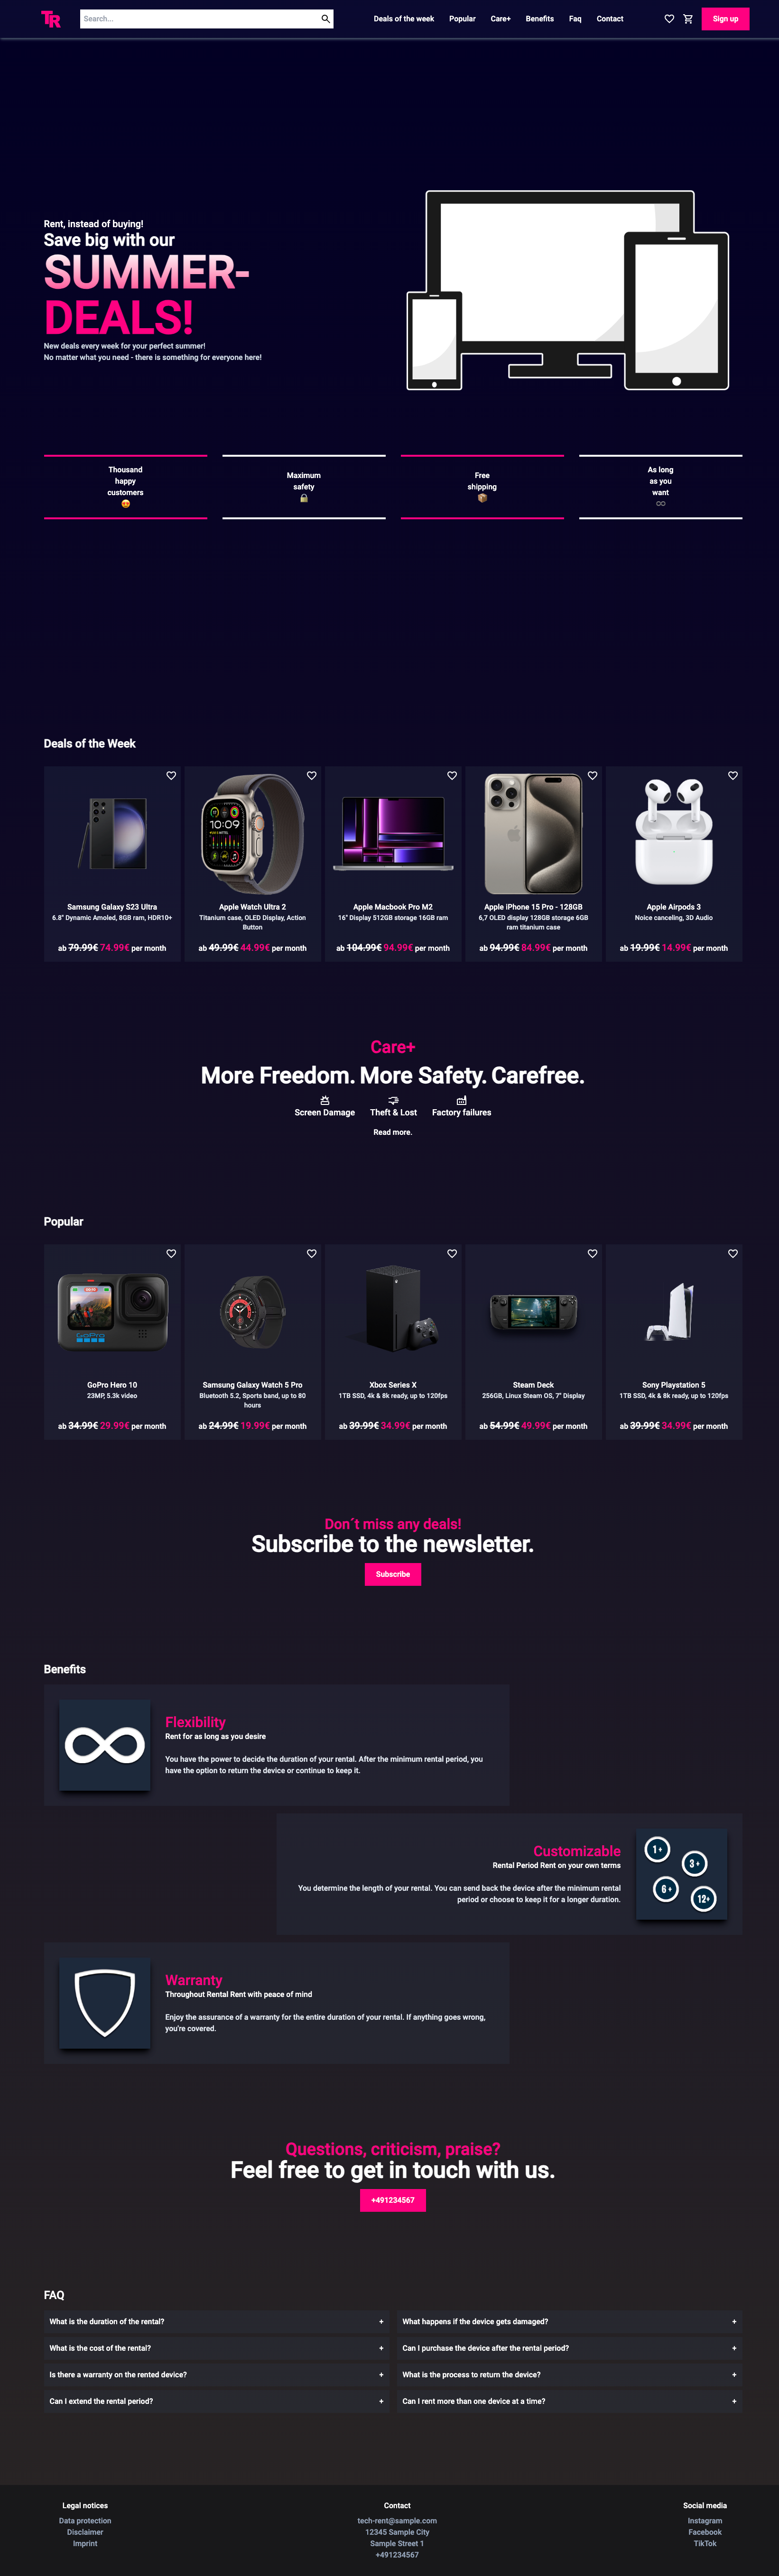 TR
Search...
Deals of the week
Popular
Care+
Benefits
Faq
Contact
Sign up
Rent, instead of buying!
Save big with our
SUMMER-
DEALS!
New deals every week for your perfect summer!
No matter what you need - there is something for everyone here!
Thousand
happy
customers
😍
Maximum
safety
🔒
Free
shipping
📦
As long
as you
want
♾
Deals of the Week
10:09
Samsung Galaxy S23 Ultra
6.8" Dynamic Amoled, 8GB ram, HDR10+
ab 79.99€ 74.99€ per month
Apple Watch Ultra 2
Titanium case, OLED Display, Action
Button
ab 49.99€ 44.99€ per month
Apple Macbook Pro M2
16" Display 512GB storage 16GB ram
ab 104.99€ 94.99€ per month
Apple iPhone 15 Pro - 128GB
6,7 OLED display 128GB storage 6GB
ram titanium case
ab 94.99€ 84.99€ per month
Apple Airpods 3
Noice canceling, 3D Audio
ab 19.99€ 14.99€ per month
Care+
More Freedom. More Safety. Carefree.
Screen Damage
Theft & Lost
Factory failures
Read more.
Popular
GoPro
GoPro Hero 10
23MP, 5.3k video
ab 34.99€ 29.99€ per month
Samsung Galaxy Watch 5 Pro
Bluetooth 5.2, Sports band, up to 80
hours
ab 24.99€ 19.99€ per month
Xbox Series X
1TB SSD, 4k & 8k ready, up to 120fps
ab 39.99€ 34.99€ per month
Steam Deck
256GB, Linux Steam OS, 7" Display
ab 54.99€ 49.99€ per month
Sony Playstation 5
1TB SSD, 4k & 8k ready, up to 120fps
ab 39.99€ 34.99€ per month
Don´t miss any deals!
Subscribe to the newsletter.
Subscribe
Benefits
Flexibility
Rent for as long as you desire
You have the power to decide the duration of your rental. After the minimum rental period, you
have the option to return the device or continue to keep it.
Customizable
Rental Period Rent on your own terms
You determine the length of your rental. You can send back the device after the minimum rental
period or choose to keep it for a longer duration.
1+
3+
6+
12+
Warranty
Throughout Rental Rent with peace of mind
Enjoy the assurance of a warranty for the entire duration of your rental. If anything goes wrong,
you're covered.
Questions, criticism, praise?
Feel free to get in touch with us.
+491234567
FAQ
What is the duration of the rental? +
What happens if the device gets damaged? +
What is the cost of the rental? +
Can I purchase the device after the rental period? +
Is there a warranty on the rented device? +
What is the process to return the device? +
Can I extend the rental period? +
Can I rent more than one device at a time? +
Legal notices
Data protection
Disclaimer
Imprint
Contact
tech-rent@sample.com
12345 Sample City
Sample Street 1
+491234567
Social media
Instagram
Facebook
TikTok